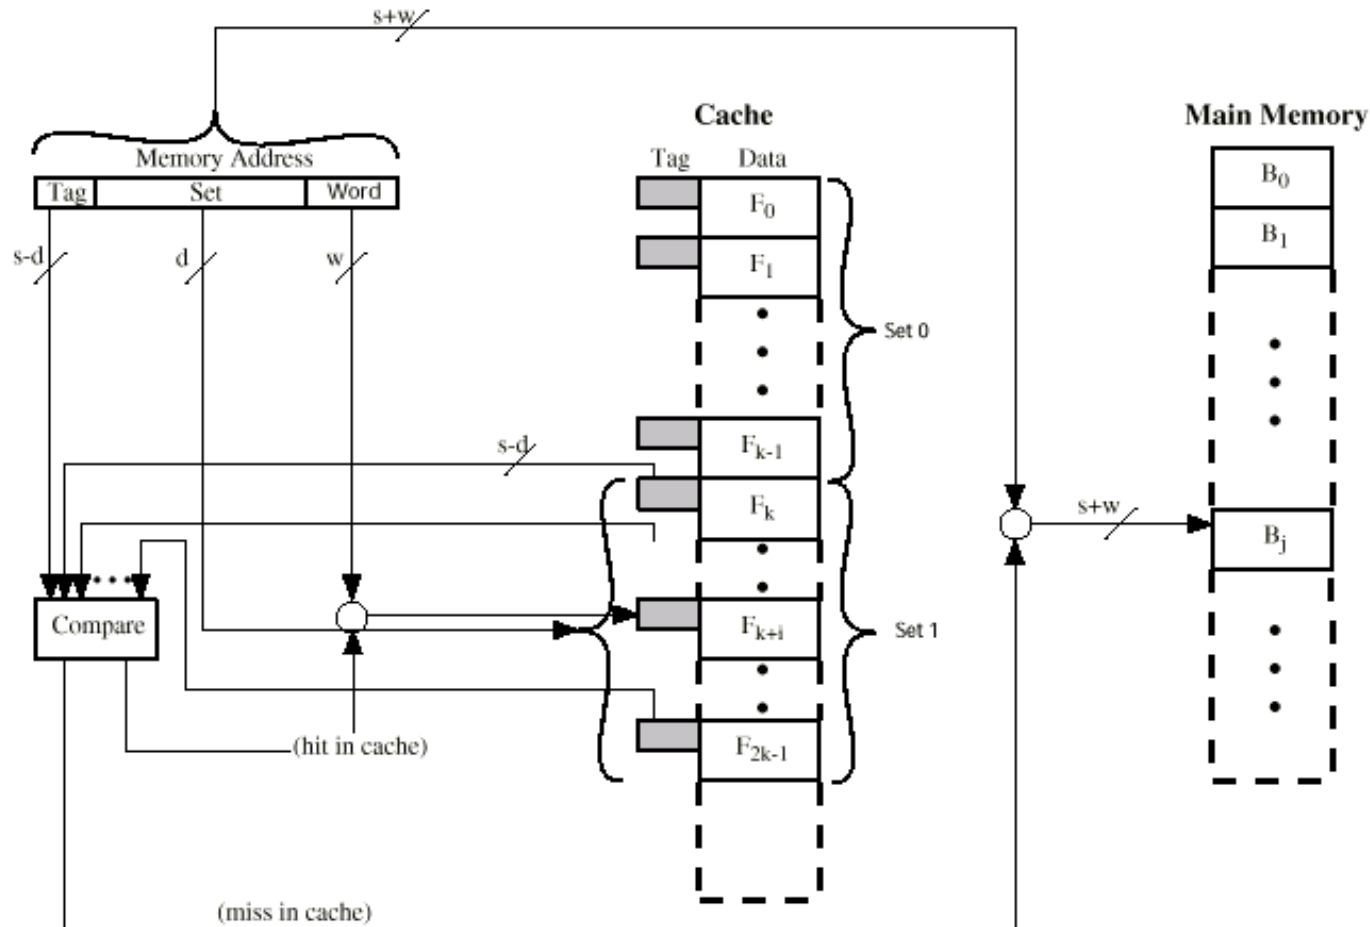 s+w
Cache
Main Memory
Memory Address
Tag Data
Tag Set Word
B0
F0
B1
s-d d w
F1
Set 0
s-d
Fk-1
Fk
s+w
Bj
Compare
Fk+i
Set 1
(hit in cache)
F2k-1
(miss in cache)